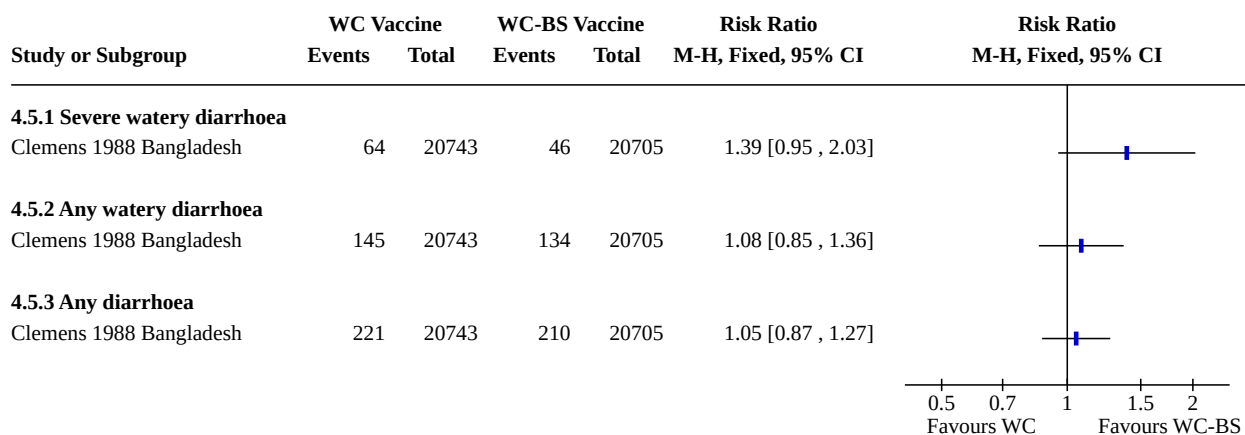 WC Vaccine WC-BS Vaccine Risk Ratio Risk Ratio
Study or Subgroup Events Total Events Total M-H, Fixed, 95% CI M-H, Fixed, 95% CI
4.5.1 Severe watery diarrhoea
Clemens 1988 Bangladesh 64 20743 46 20705 1.39 [0.95 , 2.03]
4.5.2 Any watery diarrhoea
Clemens 1988 Bangladesh 145 20743 134 20705 1.08 [0.85 , 1.36]
4.5.3 Any diarrhoea
Clemens 1988 Bangladesh 221 20743 210 20705 1.05 [0.87 , 1.27]
0.5 0.7 1 1.5 2
Favours WC Favours WC-BS